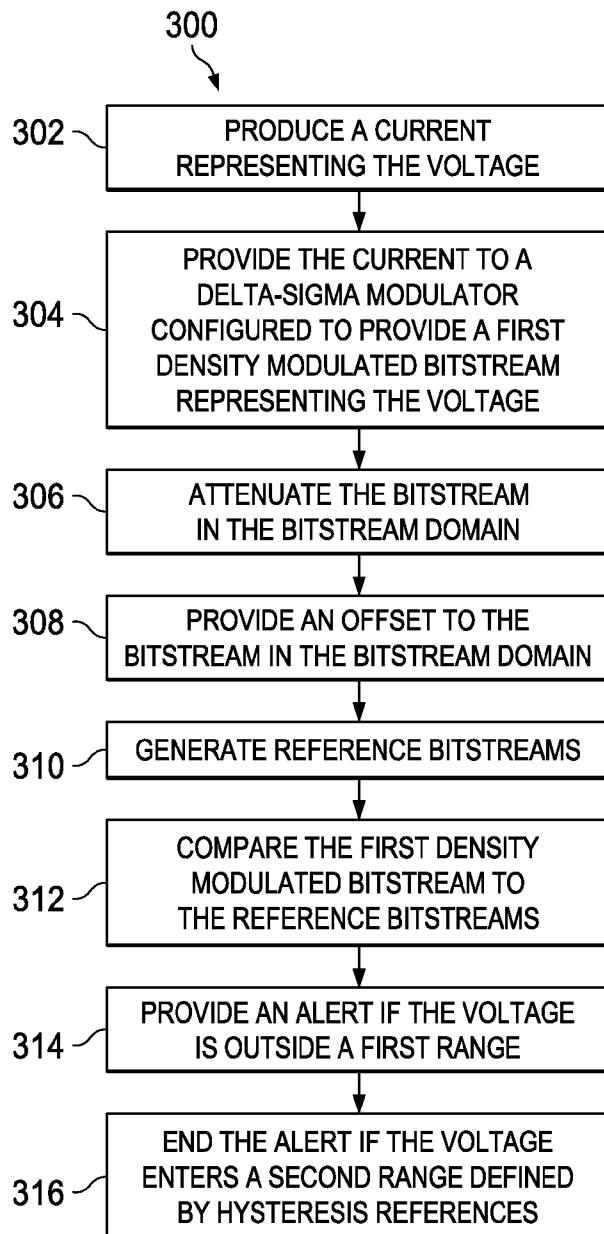 300
302
PRODUCE A CURRENT
REPRESENTING THE VOLTAGE
304
PROVIDE THE CURRENT TO A
DELTA-SIGMA MODULATOR
CONFIGURED TO PROVIDE A FIRST
DENSITY MODULATED BITSTREAM
REPRESENTING THE VOLTAGE
306
ATTENUATE THE BITSTREAM
IN THE BITSTREAM DOMAIN
308
PROVIDE AN OFFSET TO THE
BITSTREAM IN THE BITSTREAM DOMAIN
310
GENERATE REFERENCE BITSTREAMS
312
COMPARE THE FIRST DENSITY
MODULATED BITSTREAM TO
THE REFERENCE BITSTREAMS
314
PROVIDE AN ALERT IF THE VOLTAGE
IS OUTSIDE A FIRST RANGE
316
END THE ALERT IF THE VOLTAGE
ENTERS A SECOND RANGE DEFINED
BY HYSTERESIS REFERENCES